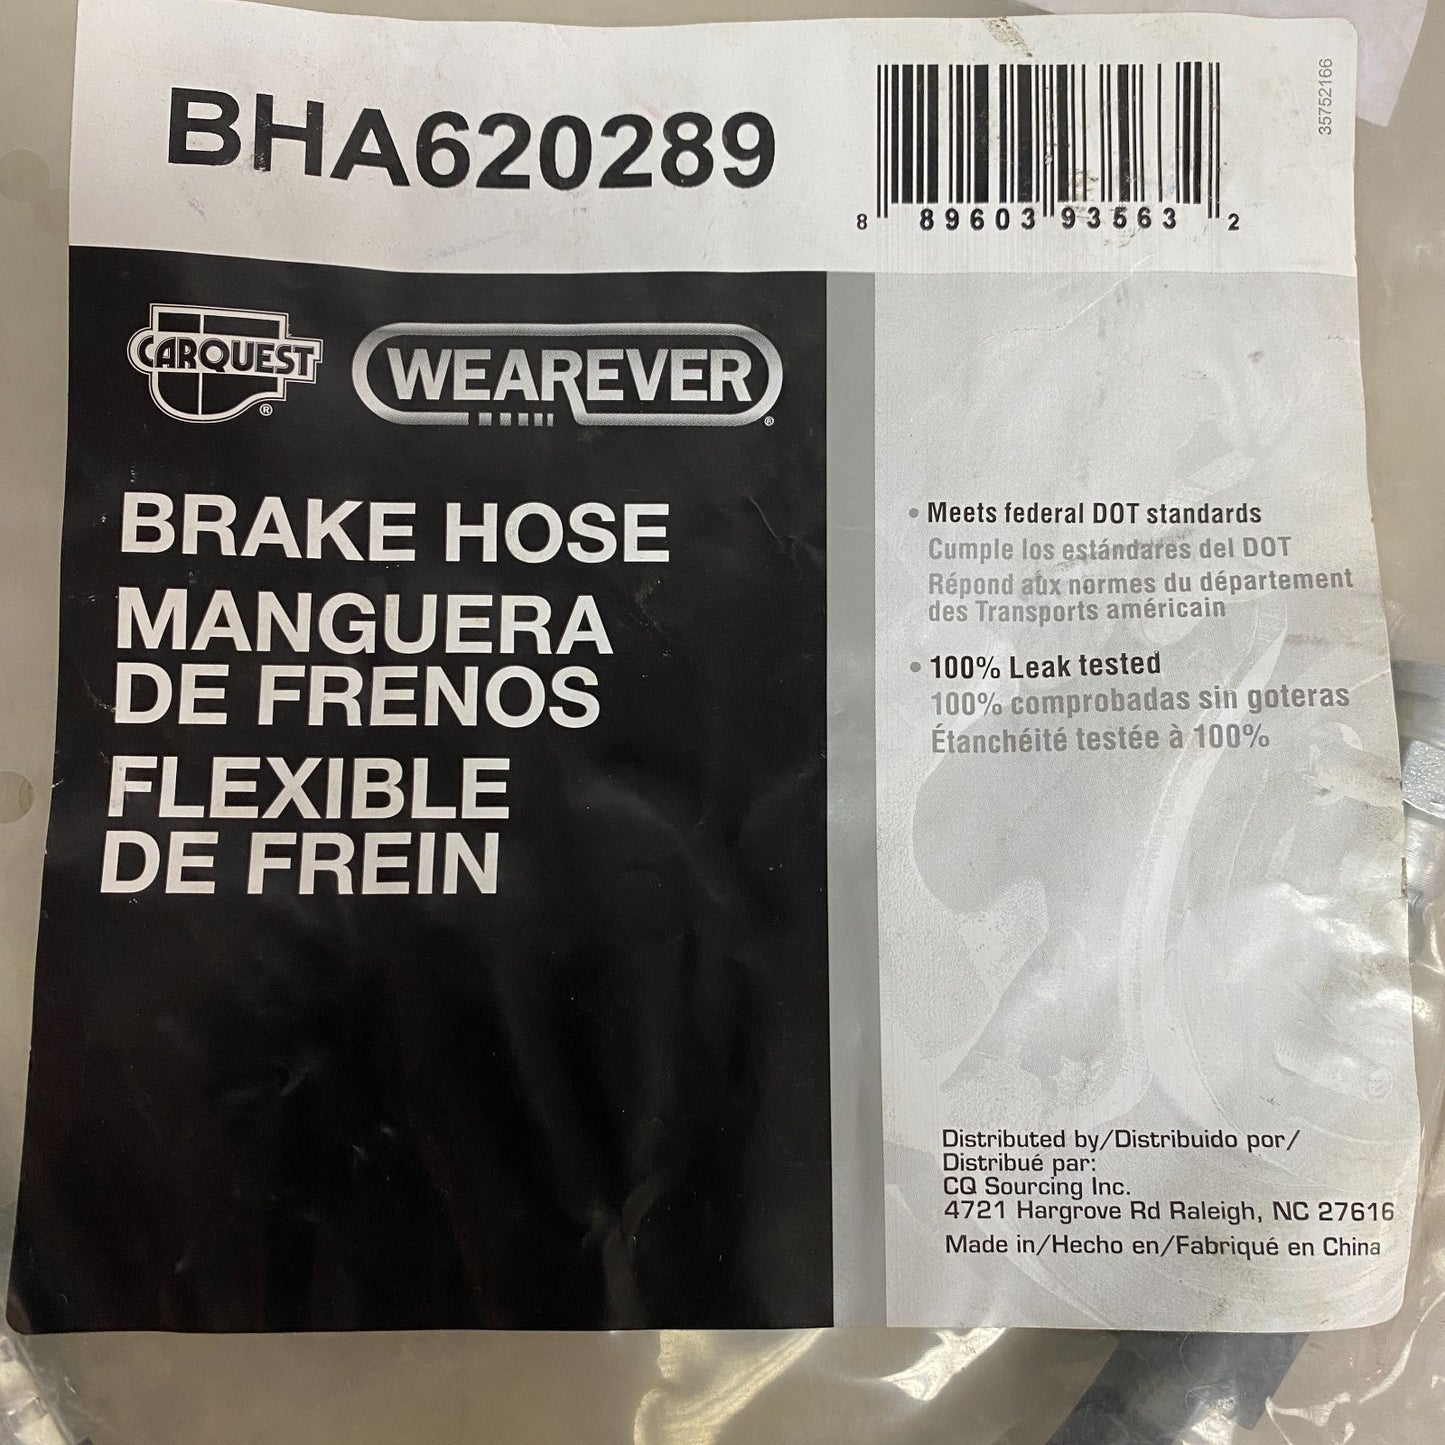 BHA620289
8 89603 93563 2
35752166
CARQUEST ®
WEAREVER ®
BRAKE HOSE
MANGUERA
DE FRENOS
FLEXIBLE
DE FREIN
• Meets federal DOT standards
Cumple los estándares del DOT
Répond aux normes du département
des Transports américain
• 100% Leak tested
100% comprobadas sin goteras
Étanchéité testée à 100%
Distributed by/Distribuido por/
Distribué par:
CQ Sourcing Inc.
4721 Hargrove Rd Raleigh, NC 27616
Made in/Hecho en/Fabriqué en China